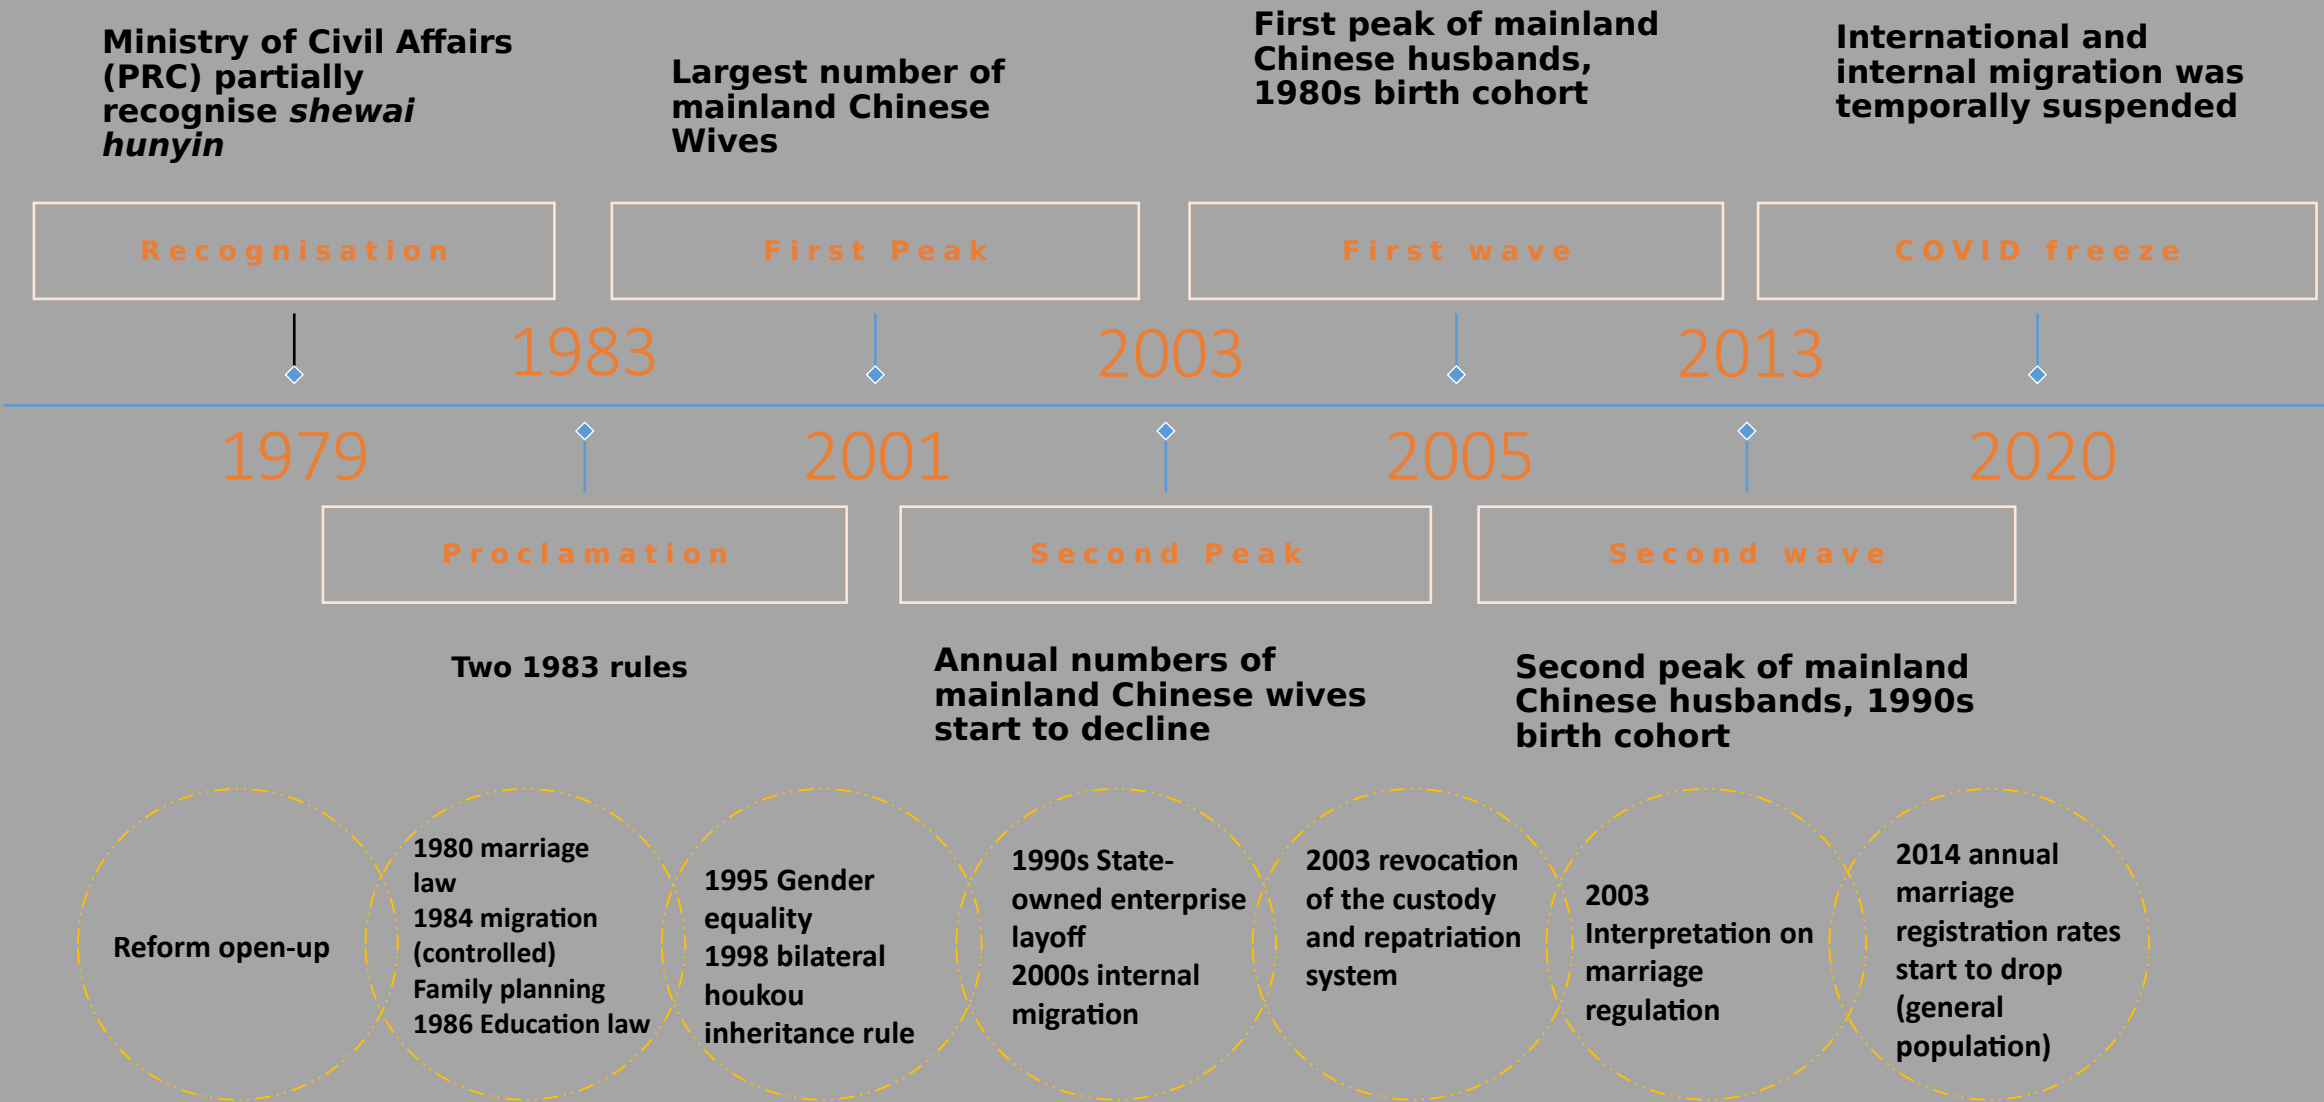 Ministry of Civil Affairs
(PRC) partially
recognise shewai
hunyin
Largest number of
mainland Chinese
Wives
First peak of mainland
Chinese husbands,
1980s birth cohort
International and
internal migration was
temporally suspended
Recognisation
First Peak
First wave
COVID freeze
1983
2003
2013
1979
2001
2005
2020
Proclamation
Second Peak
Second wave
Two 1983 rules
Annual numbers of
mainland Chinese wives
start to decline
Second peak of mainland
Chinese husbands, 1990s
birth cohort
Reform open-up
1980 marriage
law
1984 migration
(controlled)
Family planning
1986 Education law
1995 Gender
equality
1998 bilateral
houkou
inheritance rule
1990s State-
owned enterprise
layoff
2000s internal
migration
2003 revocation
of the custody
and repatriation
system
2003
Interpretation on
marriage
regulation
2014 annual
marriage
registration rates
start to drop
(general
population)